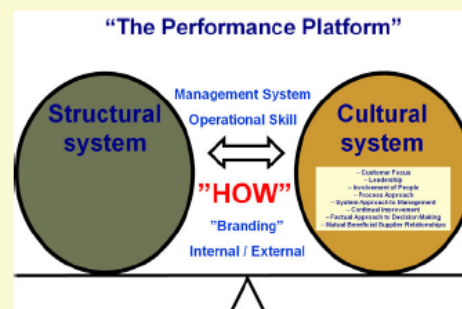 "The Performance Platform"
Structural
system
Management System
Operational Skill
"HOW"
"Branding"
Internal / External
Cultural
system
– Customer Focus
– Leadership
– Involvement of People
– Process Approach
– System Approach to Management
– Continual Improvement
– Factual Approach to Decision Making
– Mutual Beneficial Supplier Relationships